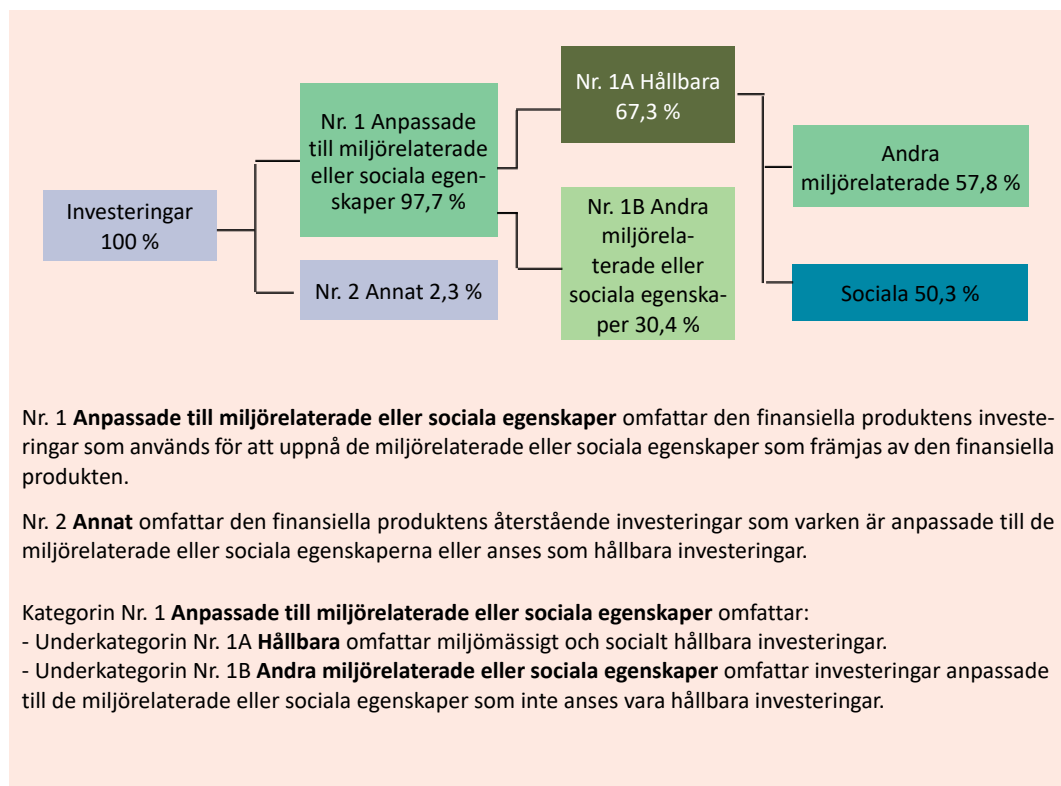 Investeringar
100 %
Nr. 1 Anpassade
till miljörelaterade
eller sociala egen-
skaper 97,7 %
Nr. 2 Annat 2,3 %
Nr. 1A Hållbara
67,3 %
Nr. 1B Andra
miljörela-
terade eller
sociala egenska-
per 30,4 %
Andra
miljörelaterade 57,8 %
Sociala 50,3 %
Nr. 1 Anpassade till miljörelaterade eller sociala egenskaper omfattar den finansiella produktens investe-
ringar som används för att uppnå de miljörelaterade eller sociala egenskaper som främjas av den finansiella
produkten.
Nr. 2 Annat omfattar den finansiella produktens återstående investeringar som varken är anpassade till de
miljörelaterade eller sociala egenskaperna eller anses som hållbara investeringar.
Kategorin Nr. 1 Anpassade till miljörelaterade eller sociala egenskaper omfattar:
- Underkategorin Nr. 1A Hållbara omfattar miljömässigt och socialt hållbara investeringar.
- Underkategorin Nr. 1B Andra miljörelaterade eller sociala egenskaper omfattar investeringar anpassade
till de miljörelaterade eller sociala egenskaper som inte anses vara hållbara investeringar.